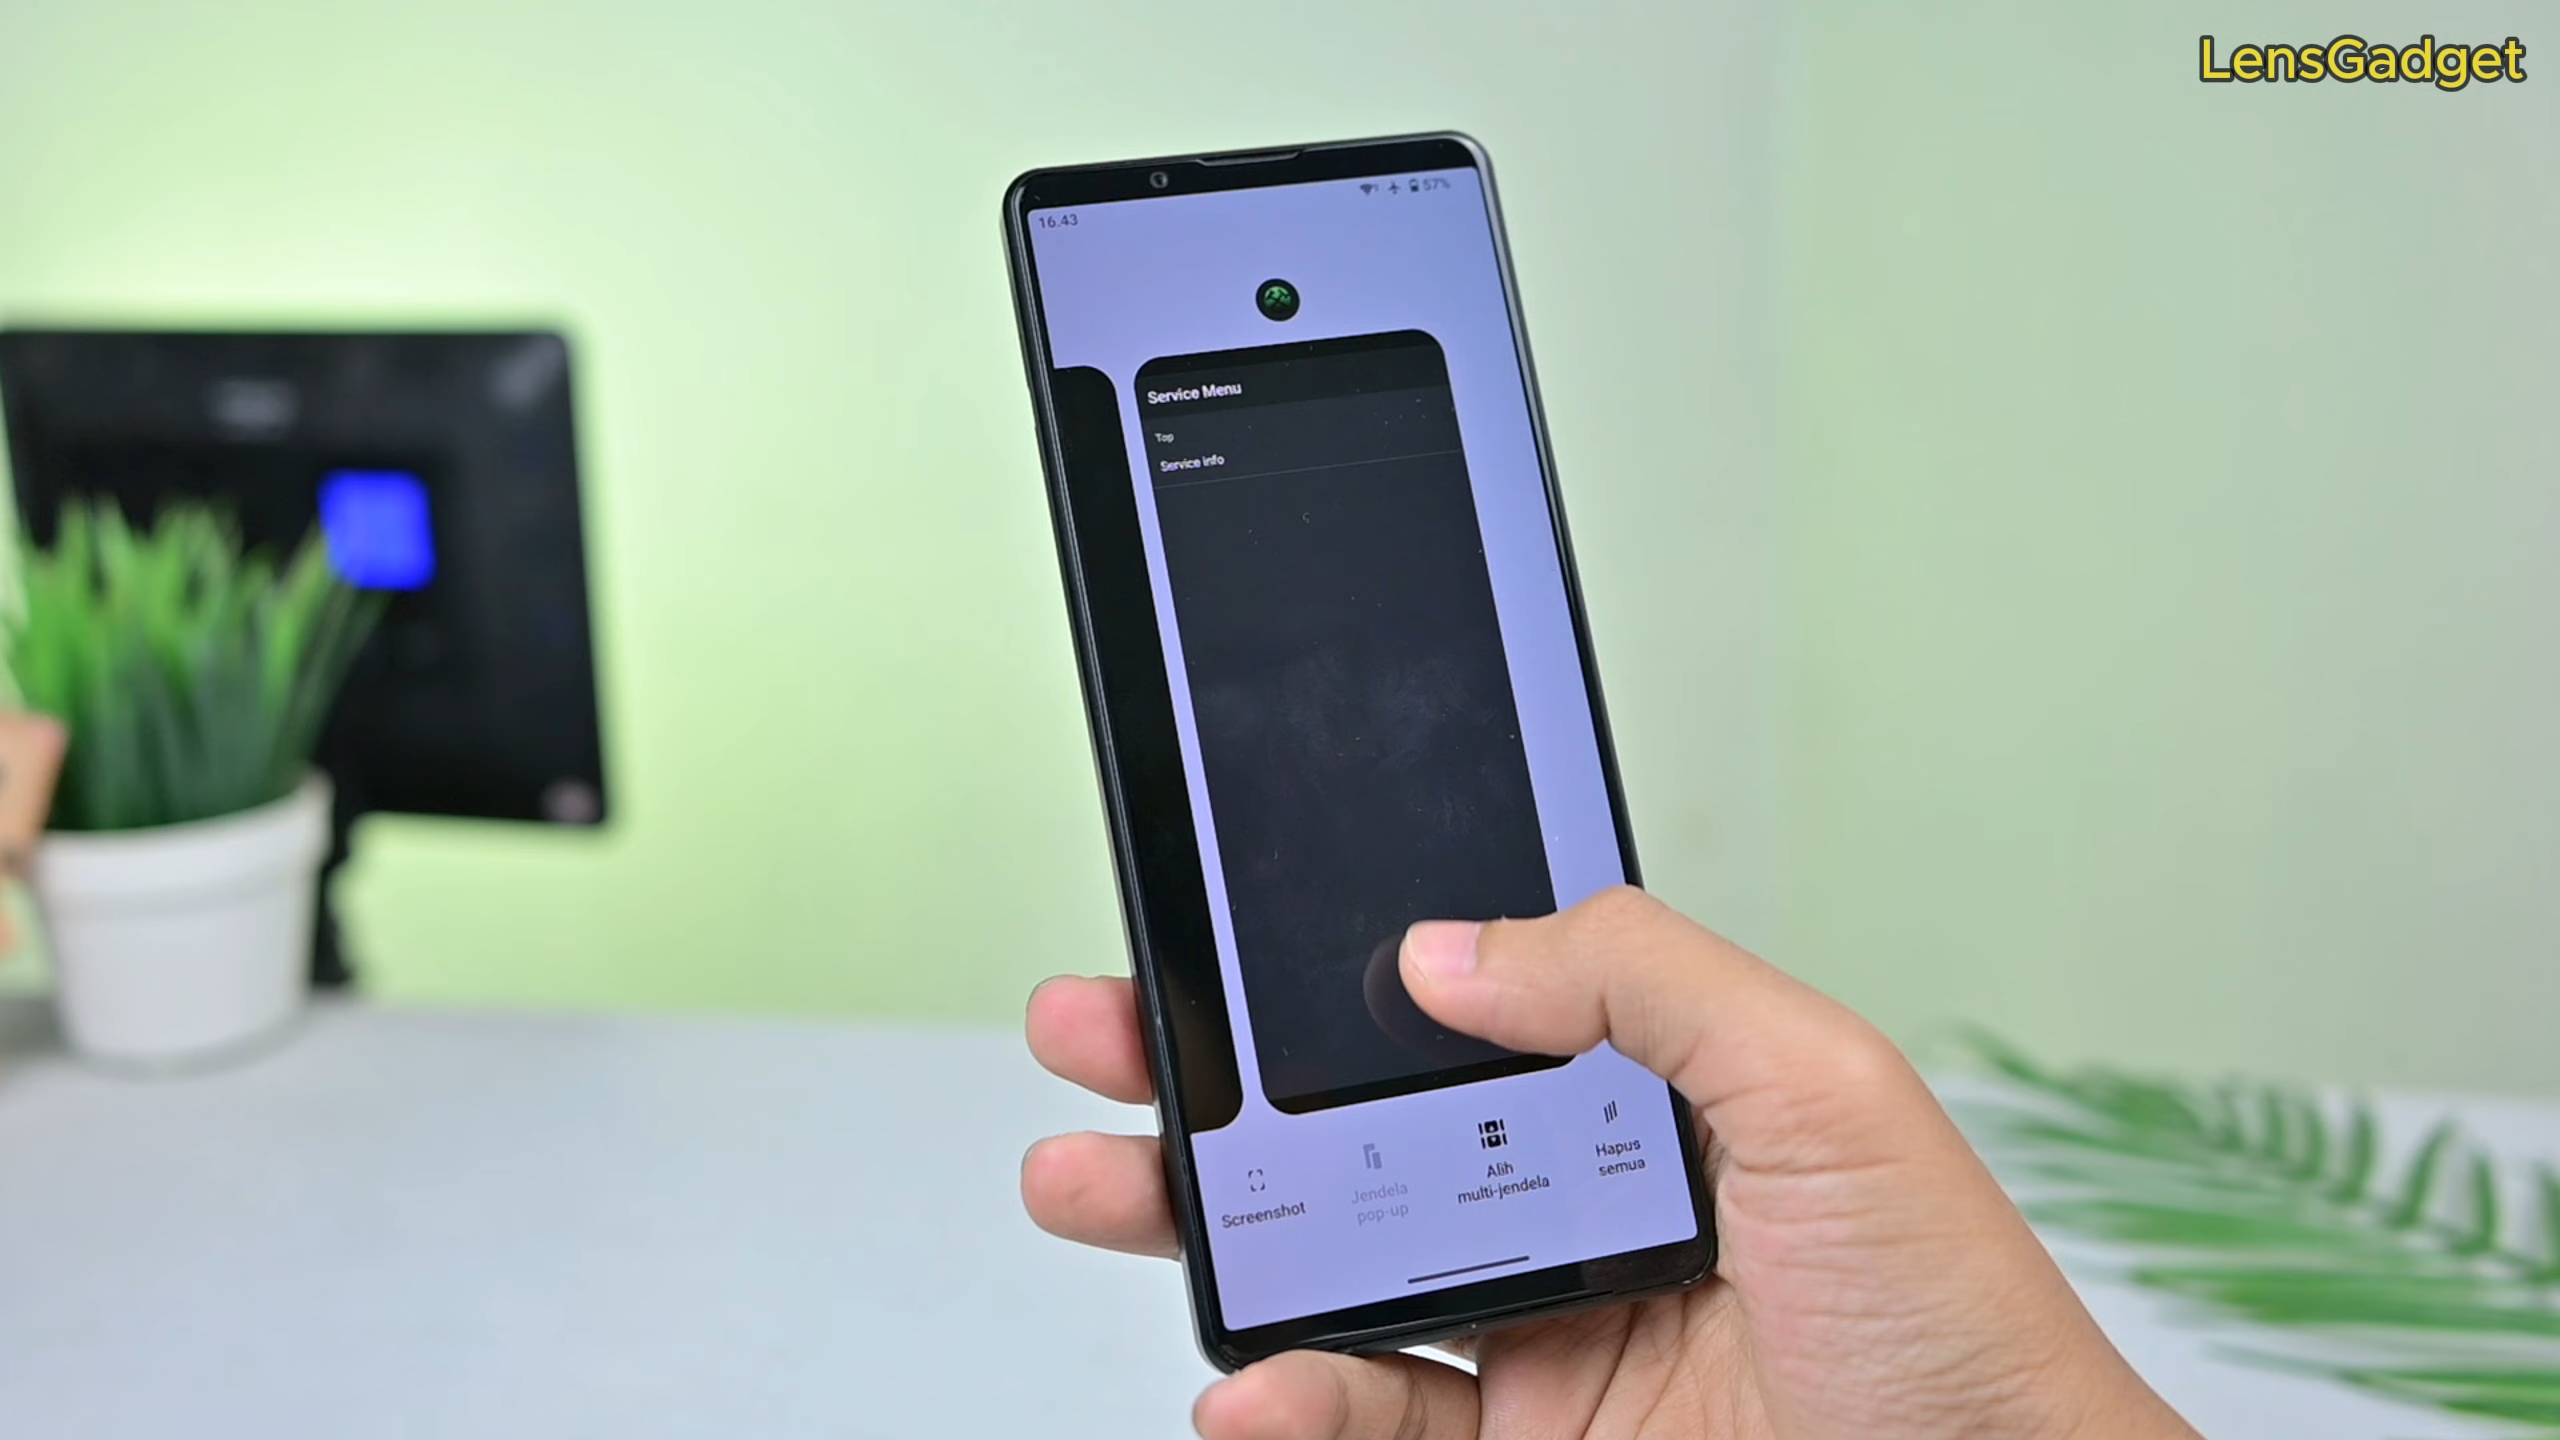 LensGadget
16.43
57%
Service Menu
Top
Service info
Screenshot
Jendela
pop-up
Alih
multi-jendela
Hapus
semua